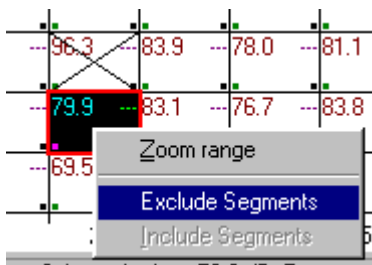 --- 96.3 --- 83.9 --- 78.0 --- 81.1
--- 79.9 --- 83.1 --- 76.7 --- 83.8
--- 69.5
Zoom range
Exclude Segments
Include Segments